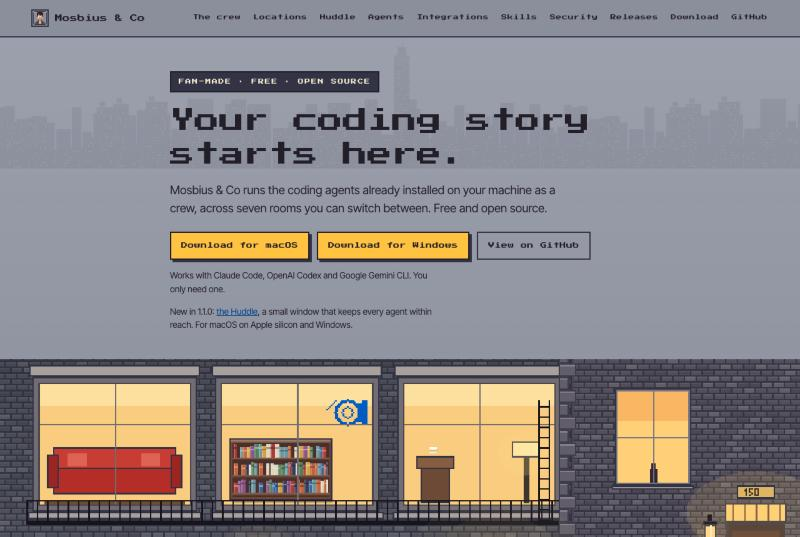 Mosbius & Co
The crew Locations Huddle Agents Integrations Skills Security Releases Download GitHub
FAN-MADE · FREE · OPEN SOURCE
Your coding story
starts here.
Mosbius & Co runs the coding agents already installed on your machine as a
crew, across seven rooms you can switch between. Free and open source.
Download for macOS Download for Windows View on GitHub
Works with Claude Code, OpenAI Codex and Google Gemini CLI. You
only need one.
New in 1.1.0: the Huddle, a small window that keeps every agent within
reach. For macOS on Apple silicon and Windows.
150